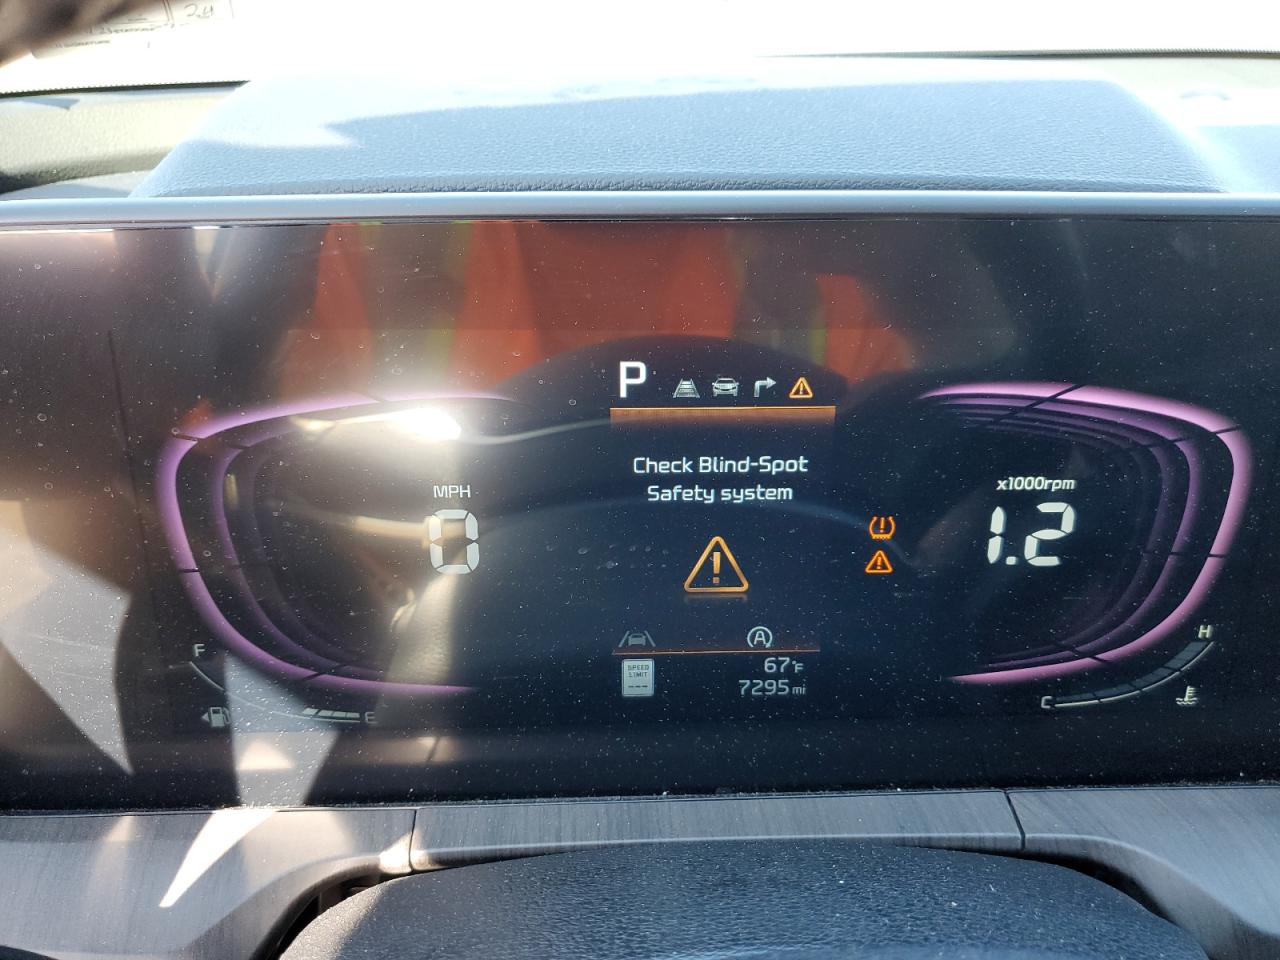 P
Check Blind-Spot
Safety system
MPH
0
x1000rpm
1.2
A
SPEED
LIMIT
---
67°F
7295 mi
F
E
H
C